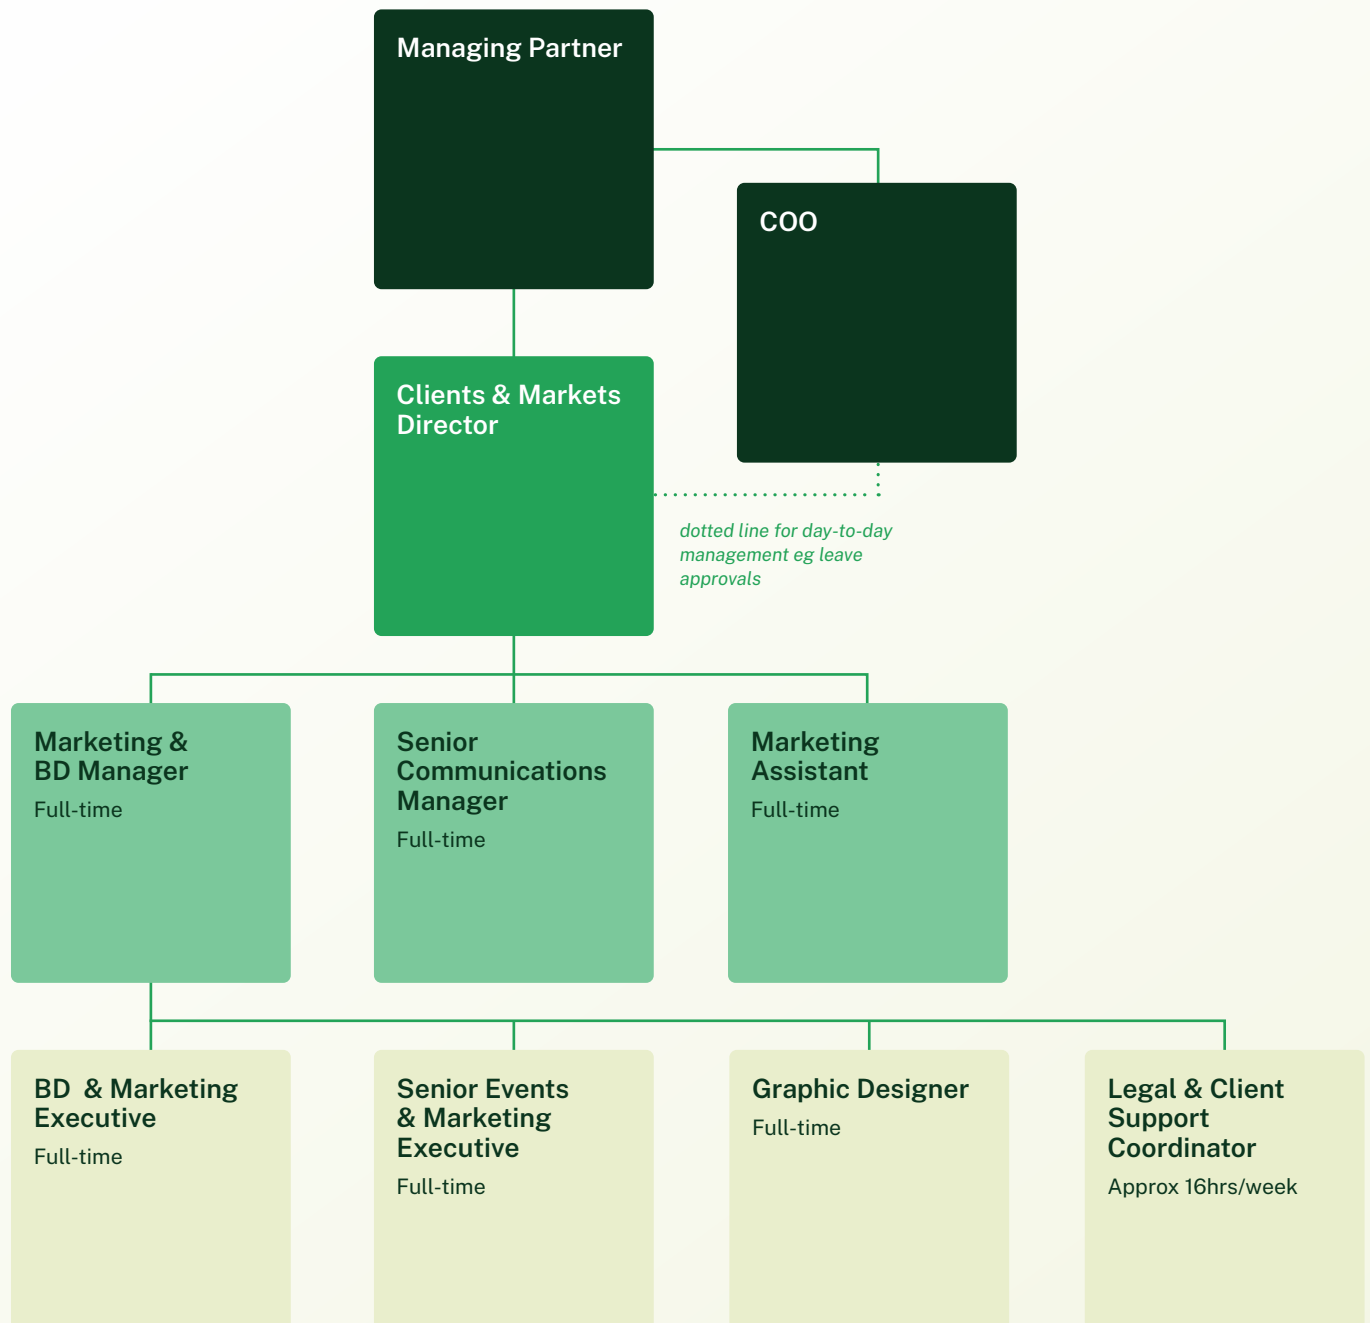 Managing Partner
COO
Clients & Markets
Director
dotted line for day-to-day
management eg leave
approvals
Marketing &
BD Manager
Full-time
Senior
Communications
Manager
Full-time
Marketing
Assistant
Full-time
BD  & Marketing
Executive
Full-time
Senior Events
& Marketing
Executive
Full-time
Graphic Designer
Full-time
Legal & Client
Support
Coordinator
Approx 16hrs/week